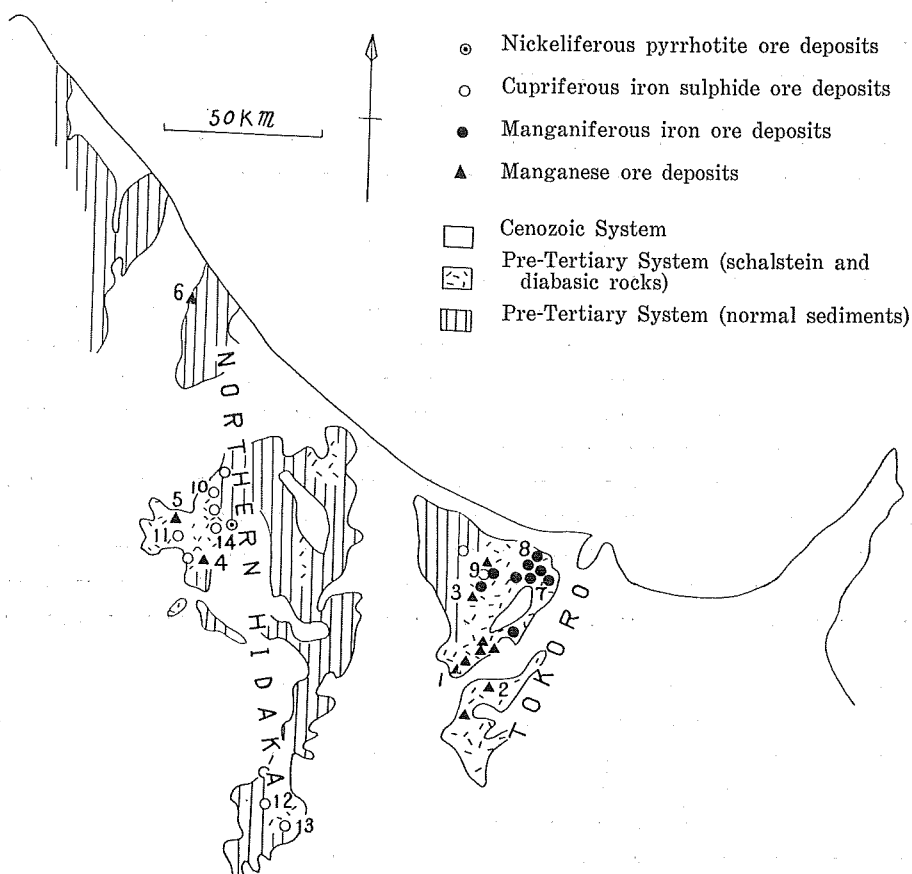 Nickeliferous pyrrhotite ore deposits
Cupriferous iron sulphide ore deposits
50KM
Manganiferous iron ore deposits
Manganese ore deposits
Cenozoic System
Pre-Tertiary System (schalstein and
diabasic rocks)
Pre-Tertiary System (normal sediments)
6
NORTHERN HIDAKA
10
5
11
14
4
8
9
7
3
1
2
TOKORO
12
13